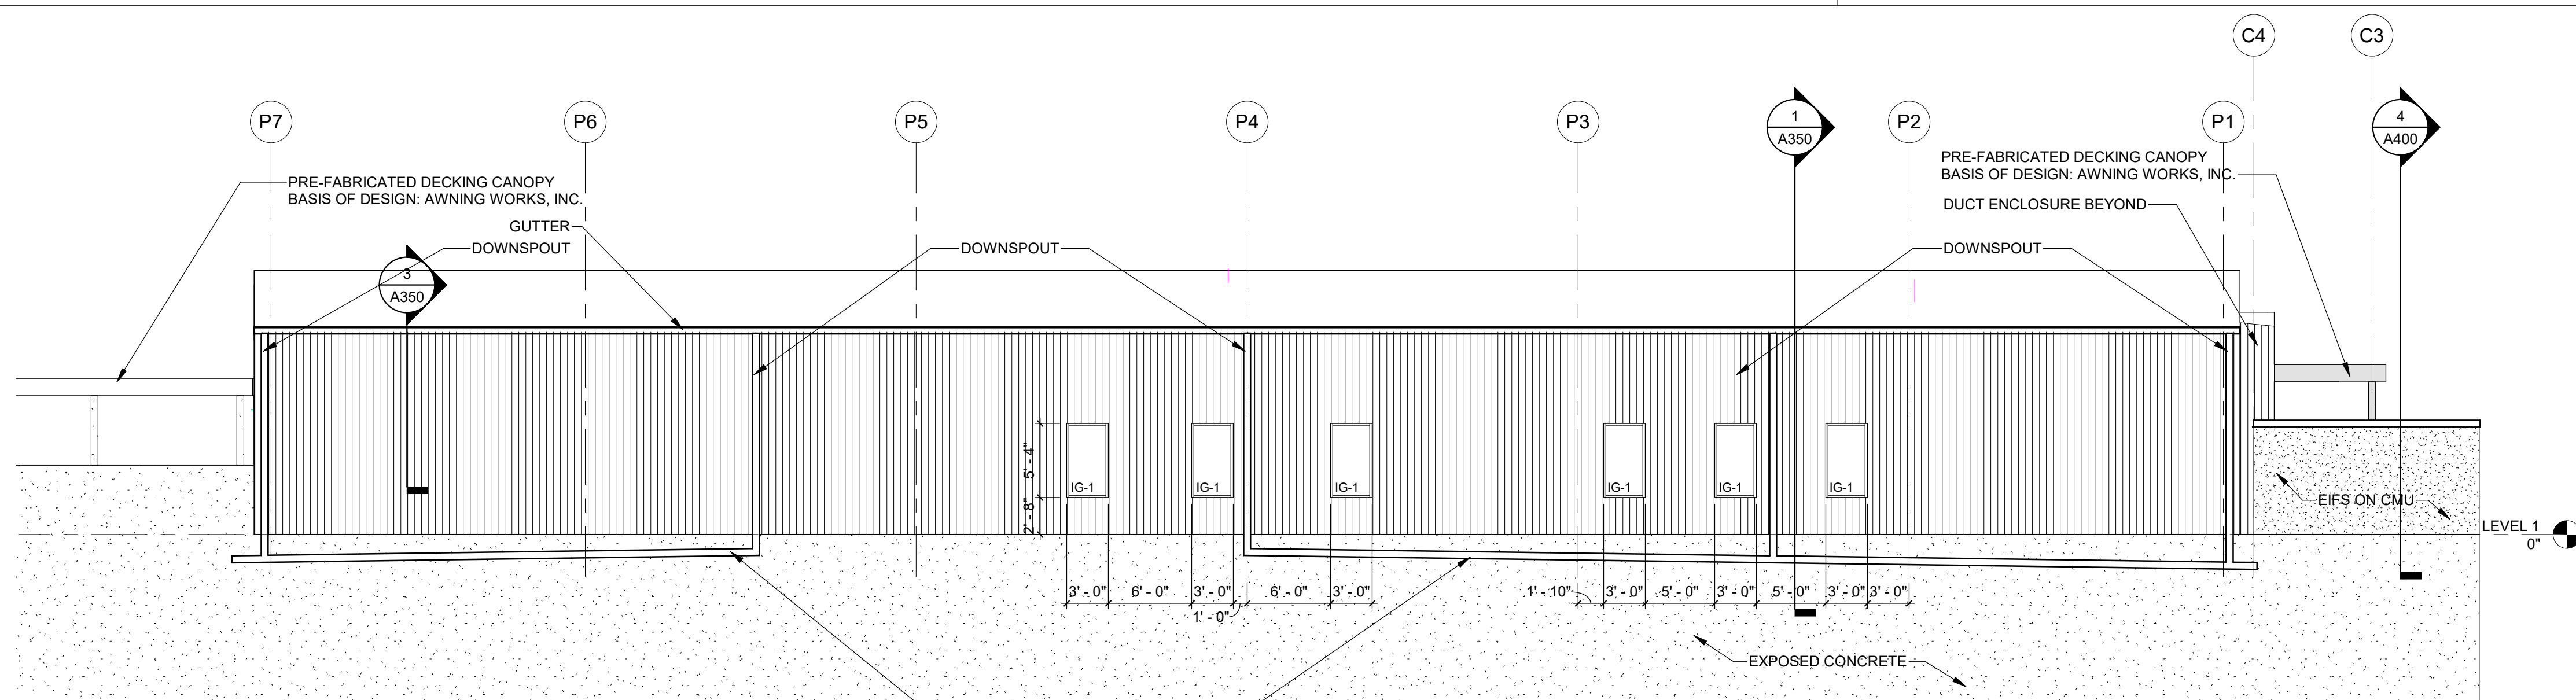 C4
C3
P7
P6
P5
P4
P3
1
A350
P2
P1
4
A400
PRE-FABRICATED DECKING CANOPY
BASIS OF DESIGN: AWNING WORKS, INC.
GUTTER
DOWNSPOUT
3
A350
DOWNSPOUT
PRE-FABRICATED DECKING CANOPY
BASIS OF DESIGN: AWNING WORKS, INC.
DUCT ENCLOSURE BEYOND
DOWNSPOUT
5' - 4"
2' - 8"
IG-1
IG-1
IG-1
IG-1
IG-1
IG-1
EIFS ON CMU
LEVEL 1
0"
3' - 0"
6' - 0"
3' - 0"
6' - 0"
3' - 0"
1' - 0"
1' - 10"
3' - 0"
5' - 0"
3' - 0"
5' - 0"
3' - 0"
3' - 0"
EXPOSED CONCRETE